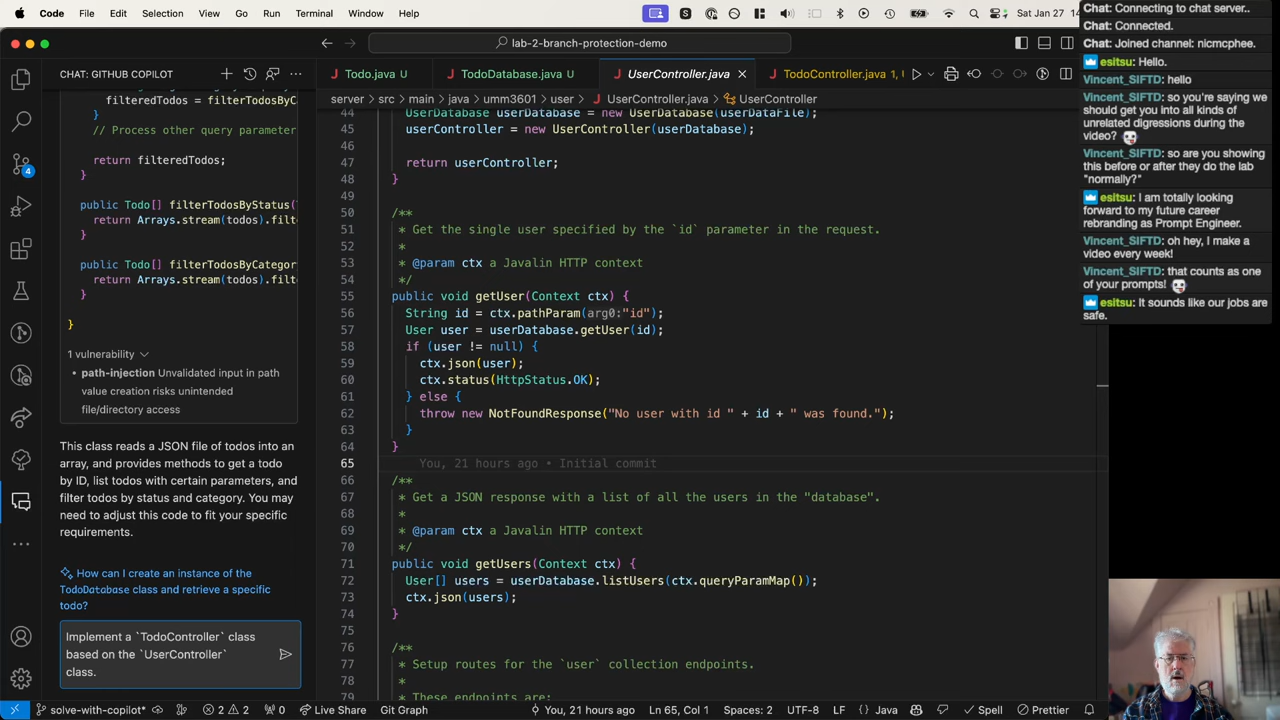 Code File Edit Selection View Go Run Terminal Window Help
Sat Jan 27
lab-2-branch-protection-demo
CHAT: GITHUB COPILOT
filteredTodos = filterTodosByCa
}
// Process other query parameter
return filteredTodos;
}
public Todo[] filterTodosByStatus(
return Arrays.stream(todos).filt
}
public Todo[] filterTodosByCategor
return Arrays.stream(todos).filt
}
}
1 vulnerability
• path-injection Unvalidated input in path
value creation risks unintended
file/directory access
This class reads a JSON file of todos into an
array, and provides methods to get a todo
by ID, list todos with certain parameters, and
filter todos by status and category. You may
need to adjust this code to fit your specific
requirements.
How can I create an instance of the
TodoDatabase class and retrieve a specific
todo?
Implement a `TodoController` class
based on the `UserController`
class.
4
Todo.java U TodoDatabase.java U UserController.java TodoController.java 1, U
server > src > main > java > umm3601 > user > UserController.java > UserController
44 UserDatabase userDatabase = new UserDatabase(userDataFile);
45 userController = new UserController(userDatabase);
46
47 return userController;
48 }
49
50 /**
51 * Get the single user specified by the `id` parameter in the request.
52 *
53 * @param ctx a Javalin HTTP context
54 */
55 public void getUser(Context ctx) {
56 String id = ctx.pathParam(arg0:"id");
57 User user = userDatabase.getUser(id);
58 if (user != null) {
59 ctx.json(user);
60 ctx.status(HttpStatus.OK);
61 } else {
62 throw new NotFoundResponse("No user with id " + id + " was found.");
63 }
64 }
65 You, 21 hours ago • Initial commit
66 /**
67 * Get a JSON response with a list of all the users in the "database".
68 *
69 * @param ctx a Javalin HTTP context
70 */
71 public void getUsers(Context ctx) {
72 User[] users = userDatabase.listUsers(ctx.queryParamMap());
73 ctx.json(users);
74 }
75
76 /**
77 * Setup routes for the `user` collection endpoints.
78 *
79 * These endpoints are:
Chat: Connecting to chat server..
Chat: Connected.
Chat: Joined channel: nicmcphee.
esitsu: Hello.
Vincent_SIFTD: hello
Vincent_SIFTD: so you're saying we
should get you into all kinds of
unrelated digressions during the
video?
Vincent_SIFTD: so are you showing
this before or after they do the lab
"normally?"
esitsu: I am totally looking
forward to my future career
rebranding as Prompt Engineer.
Vincent_SIFTD: oh hey, I make a
video every week!
Vincent_SIFTD: that counts as one
of your prompts!
esitsu: It sounds like our jobs are
safe.
solve-with-copilot* 2 2 0 Live Share Git Graph You, 21 hours ago Ln 65, Col 1 Spaces: 2 UTF-8 LF {} Java Spell Prettier